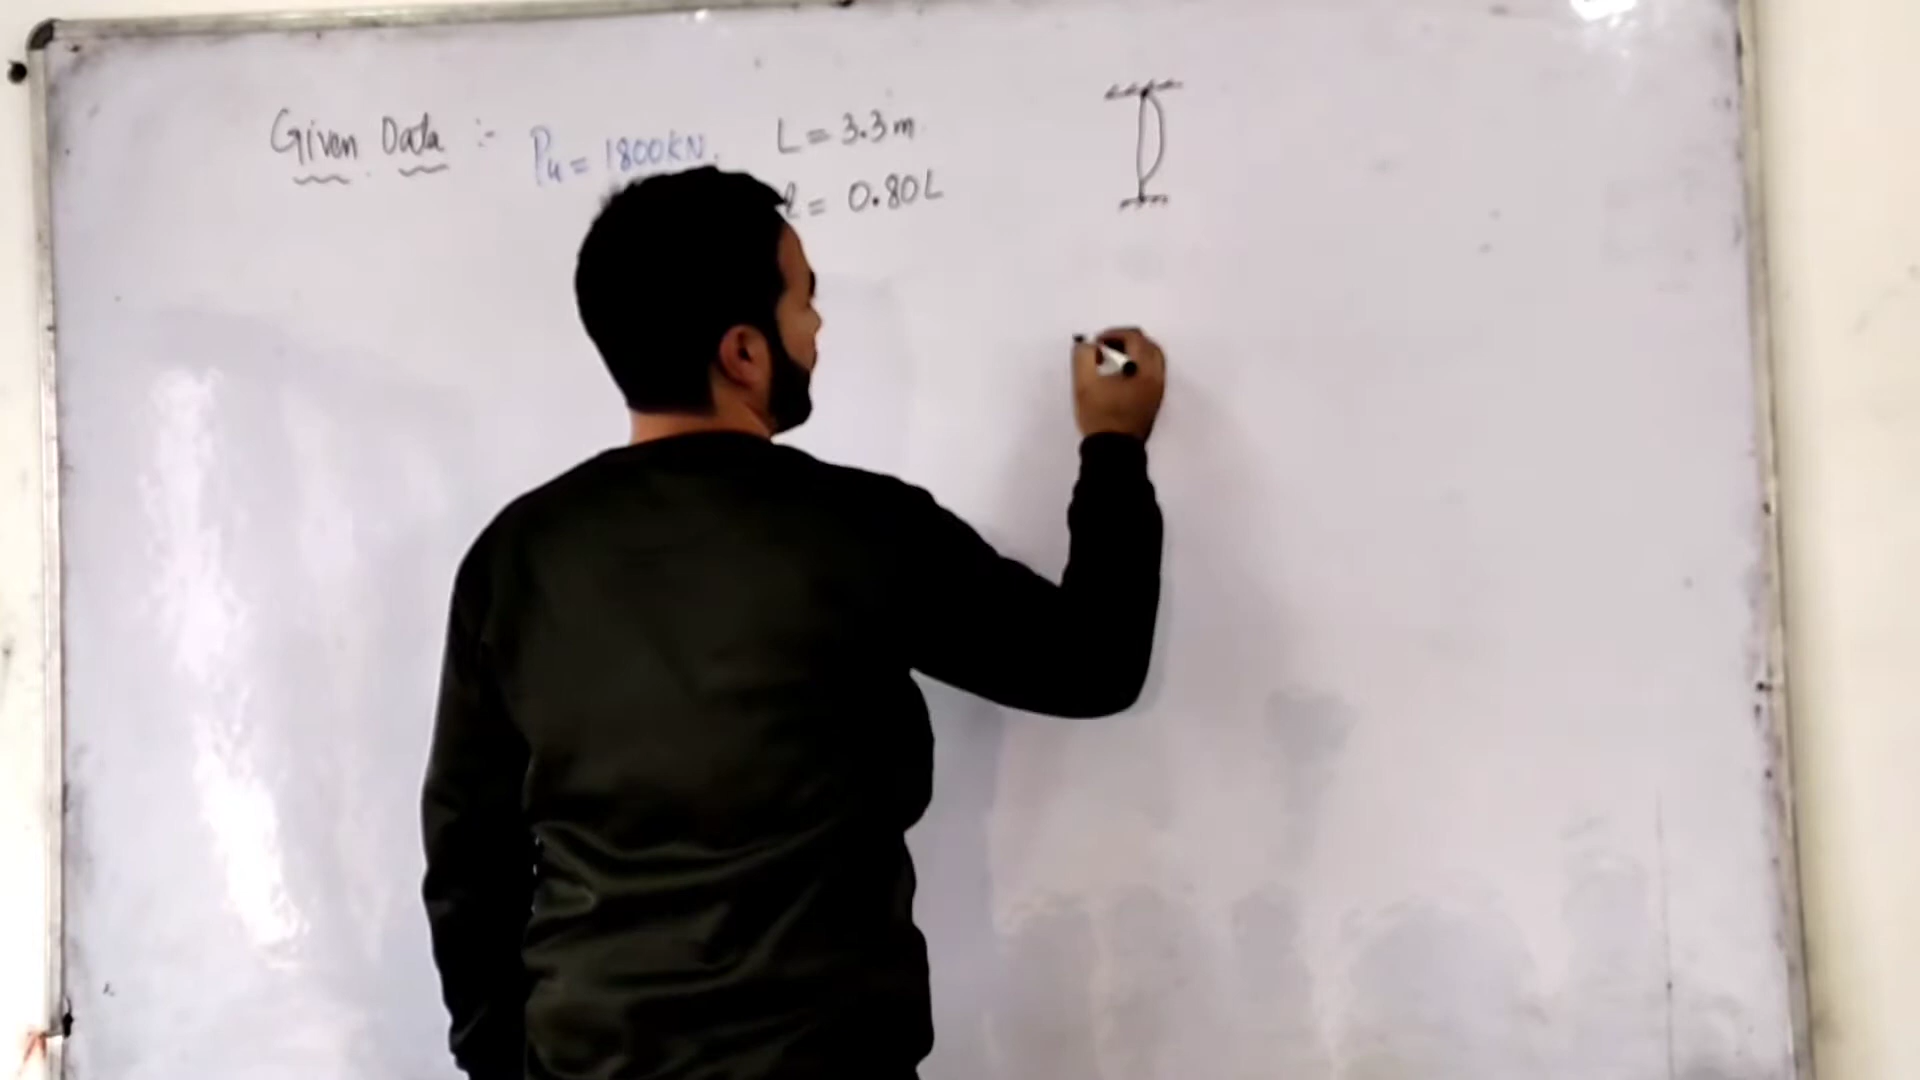 Given Data :- Pu = 1800KN. L = 3.3m
l = 0.80L